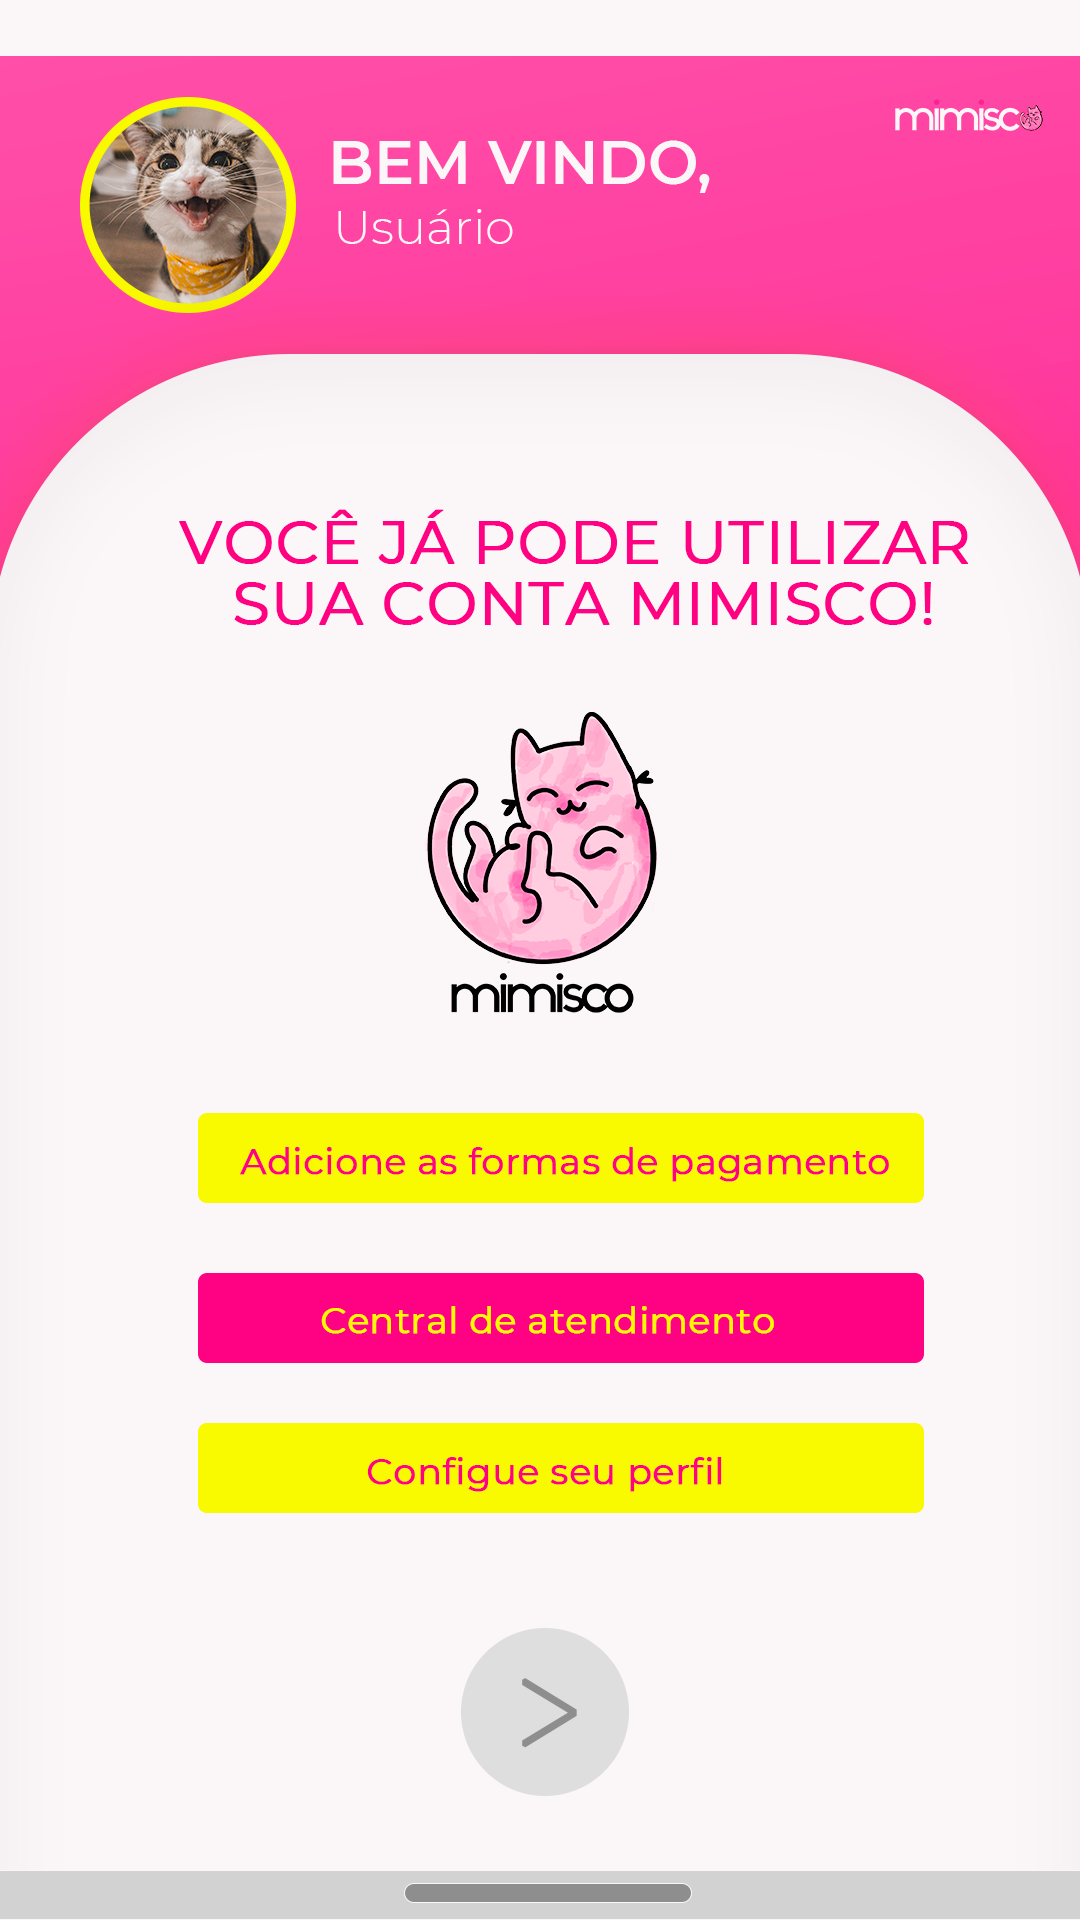 mimisco
BEM VINDO,
Usuário
VOCÊ JÁ PODE UTILIZAR
SUA CONTA MIMISCO!
mimisco
Adicione as formas de pagamento
Central de atendimento
Configue seu perfil
>